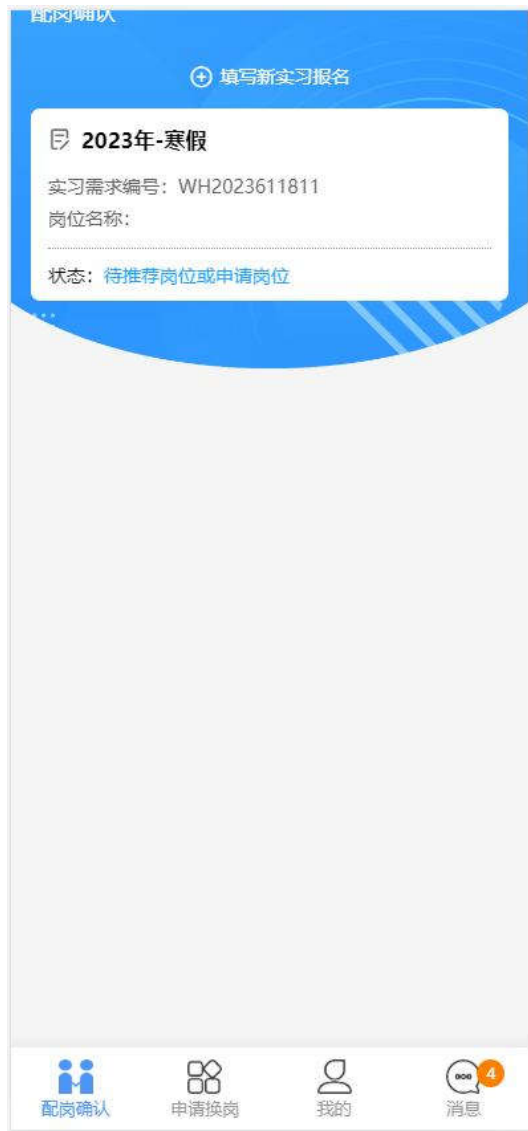 配岗确认
填写新实习报名
2023年-寒假
实习需求编号：WH2023611811
岗位名称：
状态：待推荐岗位或申请岗位
...
4
配岗确认
申请换岗
我的
消息